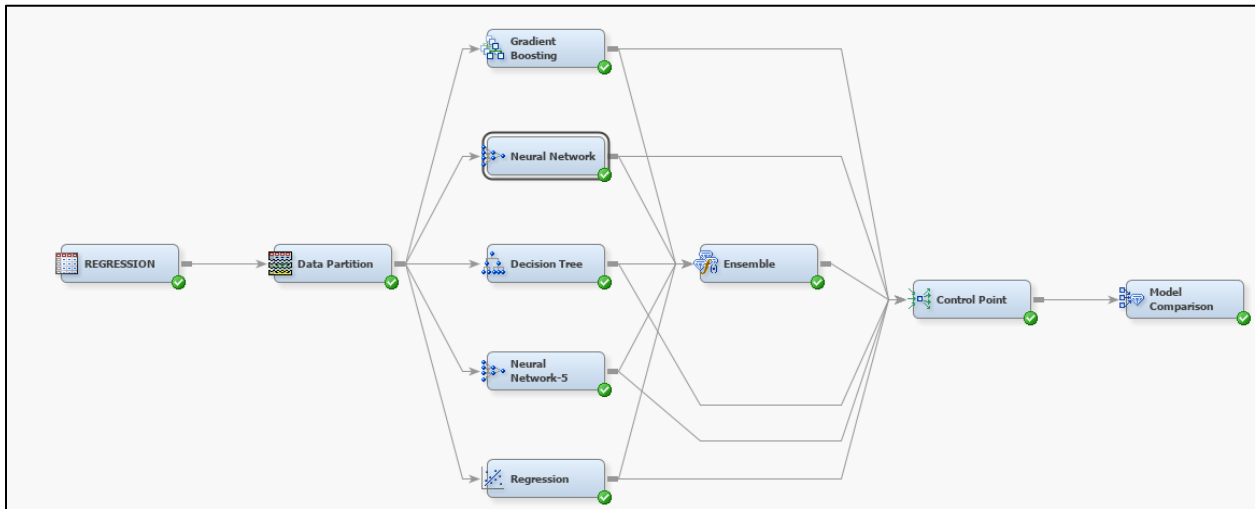 Gradient
Boosting
Neural Network
REGRESSION
Data Partition
Decision Tree
Ensemble
Control Point
Model
Comparison
Neural
Network-5
Regression